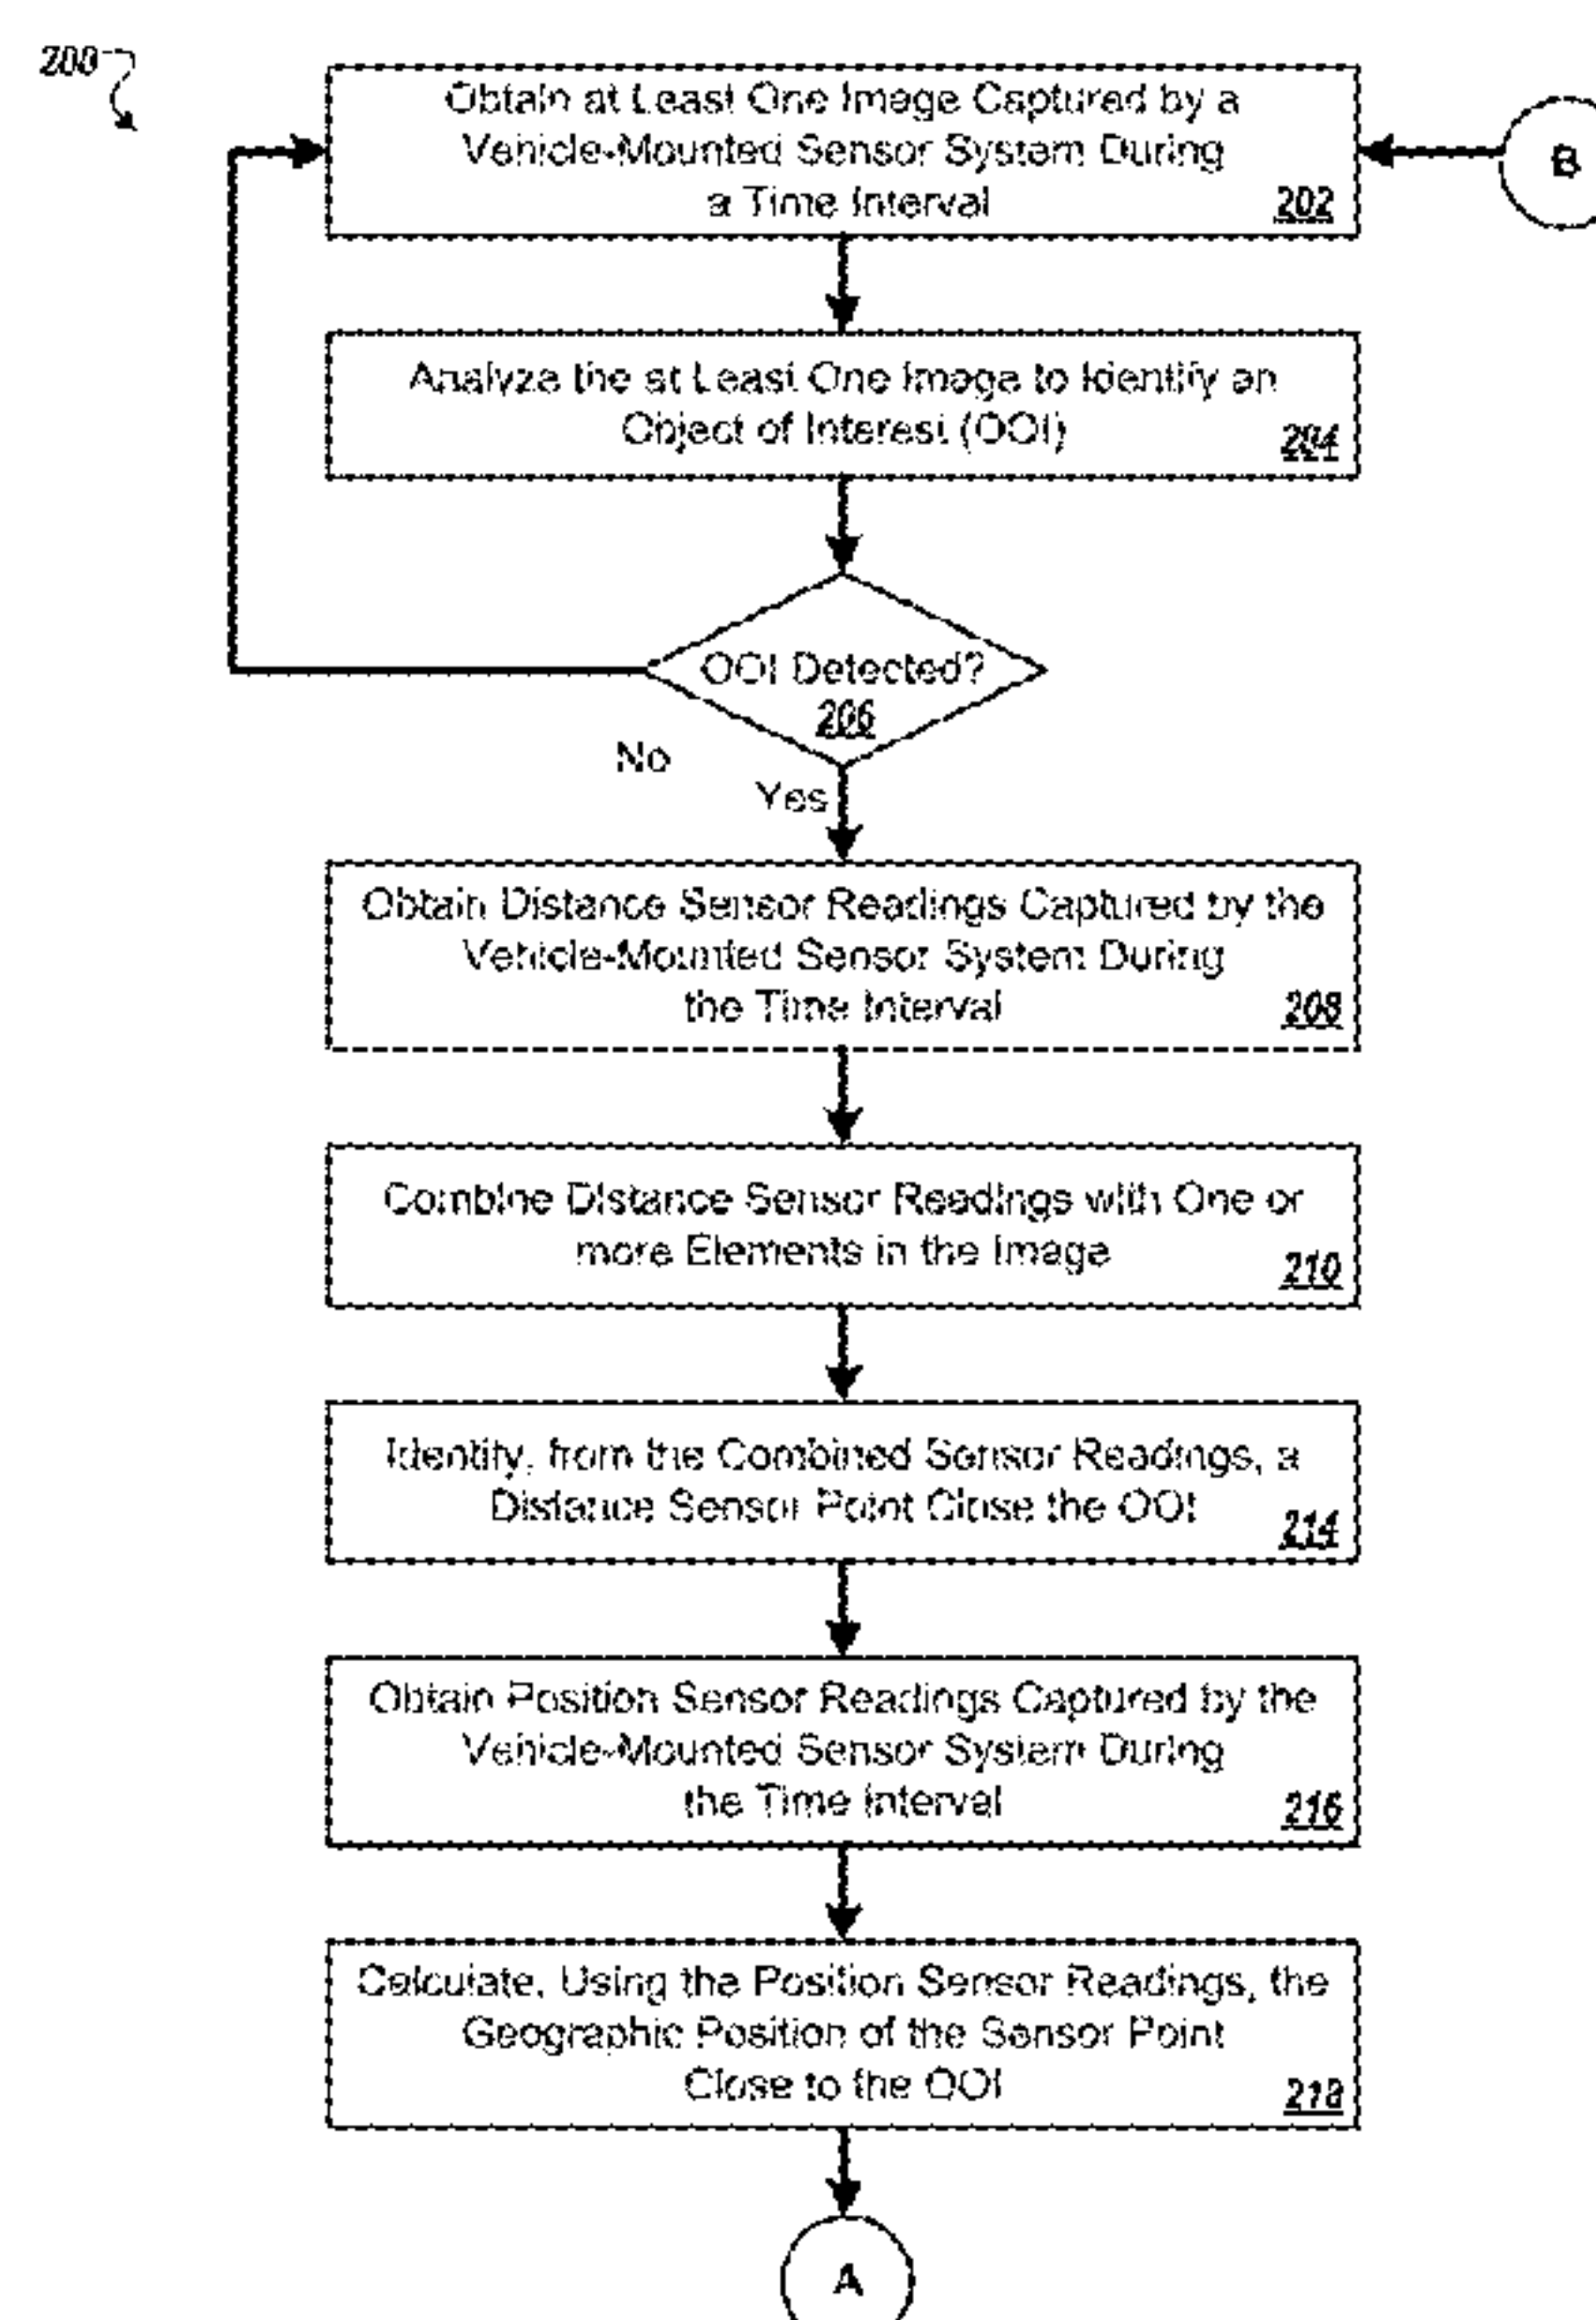 200
Obtain at Least One Image Captured by a
Vehicle-Mounted Sensor System During
a Time Interval
202
B
Analyze the at Least One Image to Identify an
Object of Interest (OOI)
204
OOI Detected?
206
No
Yes
Obtain Distance Sensor Readings Captured by the
Vehicle-Mounted Sensor System During
the Time Interval
208
Combine Distance Sensor Readings with One or
more Elements in the Image
210
Identify, from the Combined Sensor Readings, a
Distance Sensor Point Close the OOI
214
Obtain Position Sensor Readings Captured by the
Vehicle-Mounted Sensor System During
the Time Interval
216
Calculate, Using the Position Sensor Readings, the
Geographic Position of the Sensor Point
Close to the OOI
218
A